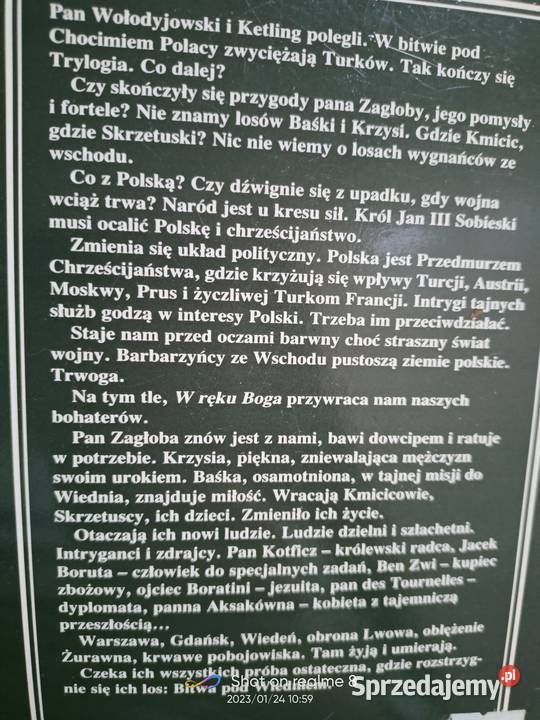 Pan Wołodyjowski i Ketling polegli. W bitwie pod
Chocimiem Polacy zwyciężają Turków. Tak kończy się
Trylogia. Co dalej?
Czy skończyły się przygody pana Zagłoby, jego pomysły
i fortele? Nie znamy losów Baśki i Krzysi. Gdzie Kmicic,
gdzie Skrzetuski? Nic nie wiemy o losach wygnańców ze
wschodu.
Co z Polską? Czy dźwignie się z upadku, gdy wojna
wciąż trwa? Naród jest u kresu sił. Król Jan III Sobieski
musi ocalić Polskę i chrześcijaństwo.
Zmienia się układ polityczny. Polska jest Przedmurzem
Chrześcijaństwa, gdzie krzyżują się wpływy Turcji, Austrii,
Moskwy, Prus i życzliwej Turkom Francji. Intrygi tajnych
służb godzą w interesy Polski. Trzeba im przeciwdziałać.
Staje nam przed oczami barwny choć straszny świat
wojny. Barbarzyńcy ze Wschodu pustoszą ziemie polskie.
Trwoga.
Na tym tle, W ręku Boga przywraca nam naszych
bohaterów.
Pan Zagłoba znów jest z nami, bawi dowcipem i ratuje
w potrzebie. Krzysia, piękna, zniewalająca mężczyzn
swoim urokiem. Baśka, osamotniona, w tajnej misji do
Wiednia, znajduje miłość. Wracają Kmicicowie,
Skrzetuscy, ich dzieci. Zmieniło ich życie.
Otaczają ich nowi ludzie. Ludzie dzielni i szlachetni.
Intryganci i zdrajcy. Pan Kotficz – królewski radca, Jacek
Boruta – człowiek do specjalnych zadań, Ben Zwi – kupiec
zbożowy, ojciec Boratini – jezuita, pan des Tournelles –
dyplomata, panna Aksakówna – kobieta z tajemniczą
przeszłością...
Warszawa, Gdańsk, Wiedeń, obrona Lwowa, oblężenie
Żurawna, krwawe pobojowiska. Tam żyją i umierają.
Czeka ich wszystkich próba ostateczna, gdzie rozstrzyg-
nie się ich los: Bitwa pod Wiedniem.
Shot on realme 8
2023/01/24 10:59
Sprzedajemy.pl